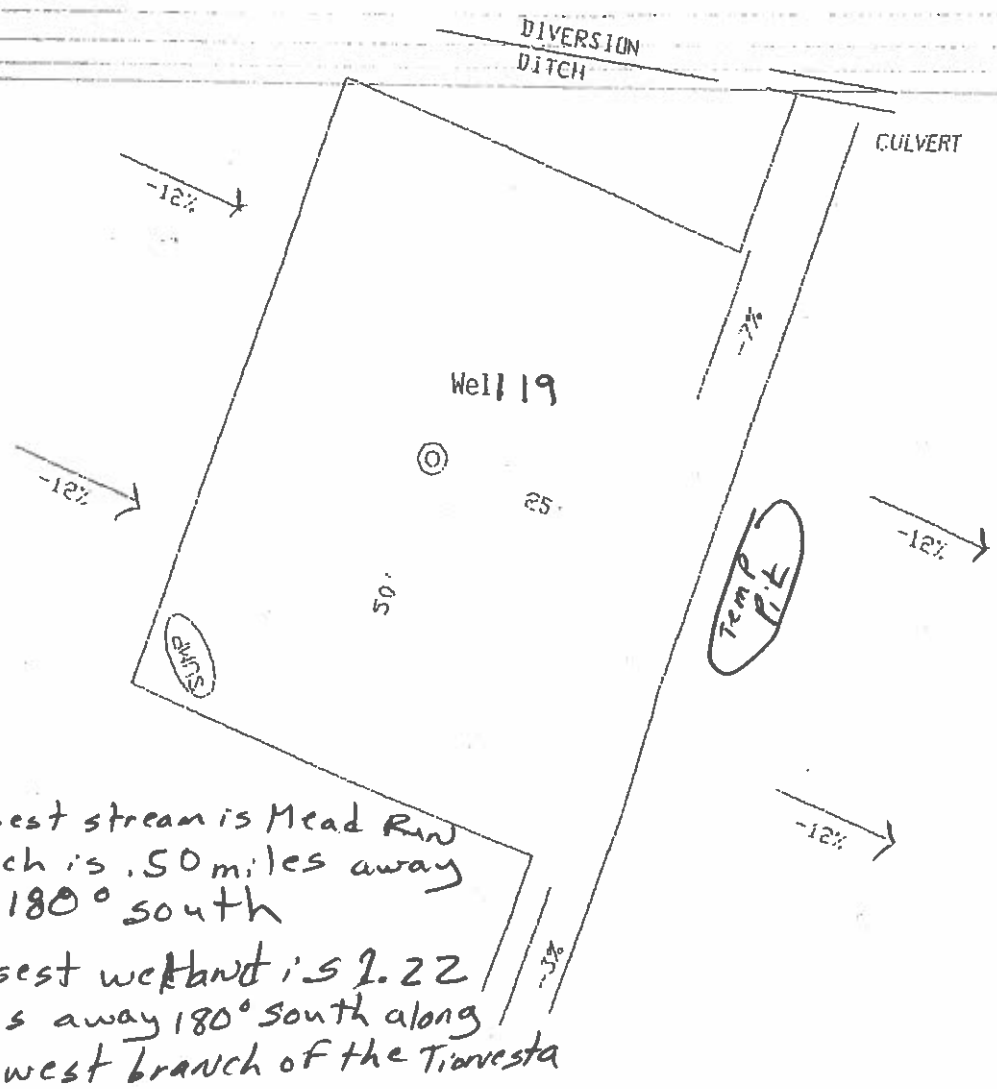 DIVERSION
DITCH
CULVERT
-12%
-7%
Well 19
-12%
25'
-12%
50'
Temp
Pit
SUMP
-12%
est stream is Mead Run
ch is .50 miles away
180° south
-3%
sest wetland is 1.22
s away 180° south along
west branch of the Tionesta